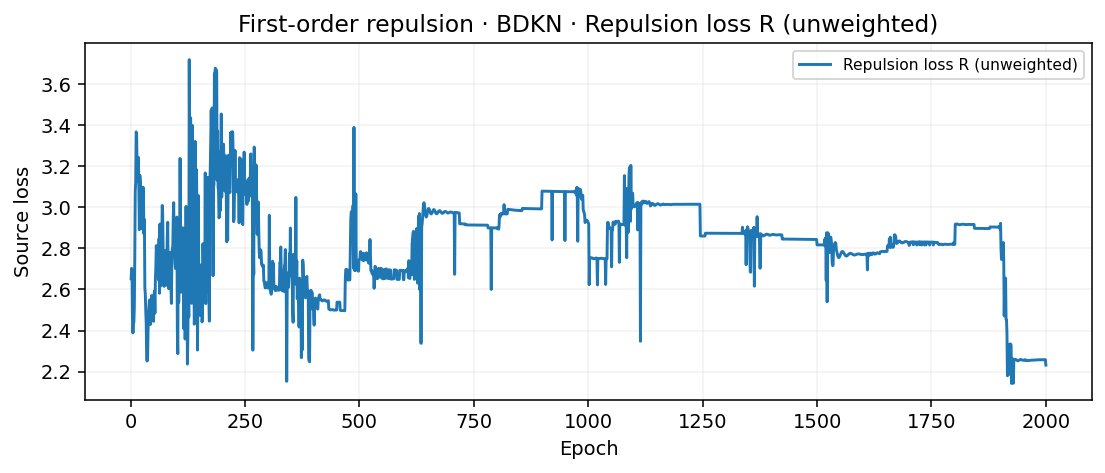 First-order repulsion · BDKN · Repulsion loss R (unweighted)
Repulsion loss R (unweighted)
Source loss
3.6
3.4
3.2
3.0
2.8
2.6
2.4
2.2
0 250 500 750 1000 1250 1500 1750 2000
Epoch